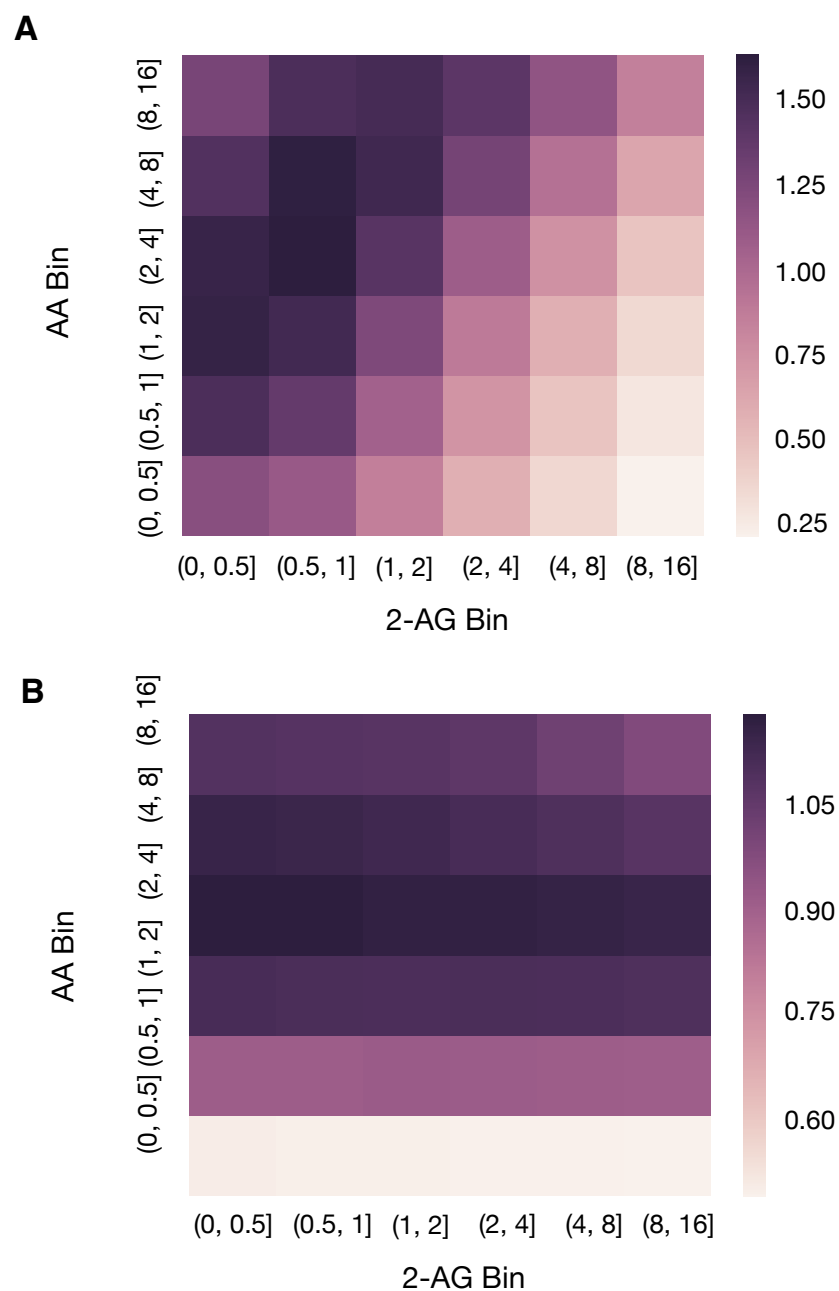 A
AA Bin
(8, 16]
(4, 8]
(2, 4]
(1, 2]
(0.5, 1]
(0, 0.5]
1.50
1.25
1.00
0.75
0.50
0.25
(0, 0.5] (0.5, 1] (1, 2] (2, 4] (4, 8] (8, 16]
2-AG Bin
B
AA Bin
(8, 16]
(4, 8]
(2, 4]
(1, 2]
(0.5, 1]
(0, 0.5]
1.05
0.90
0.75
0.60
(0, 0.5] (0.5, 1] (1, 2] (2, 4] (4, 8] (8, 16]
2-AG Bin